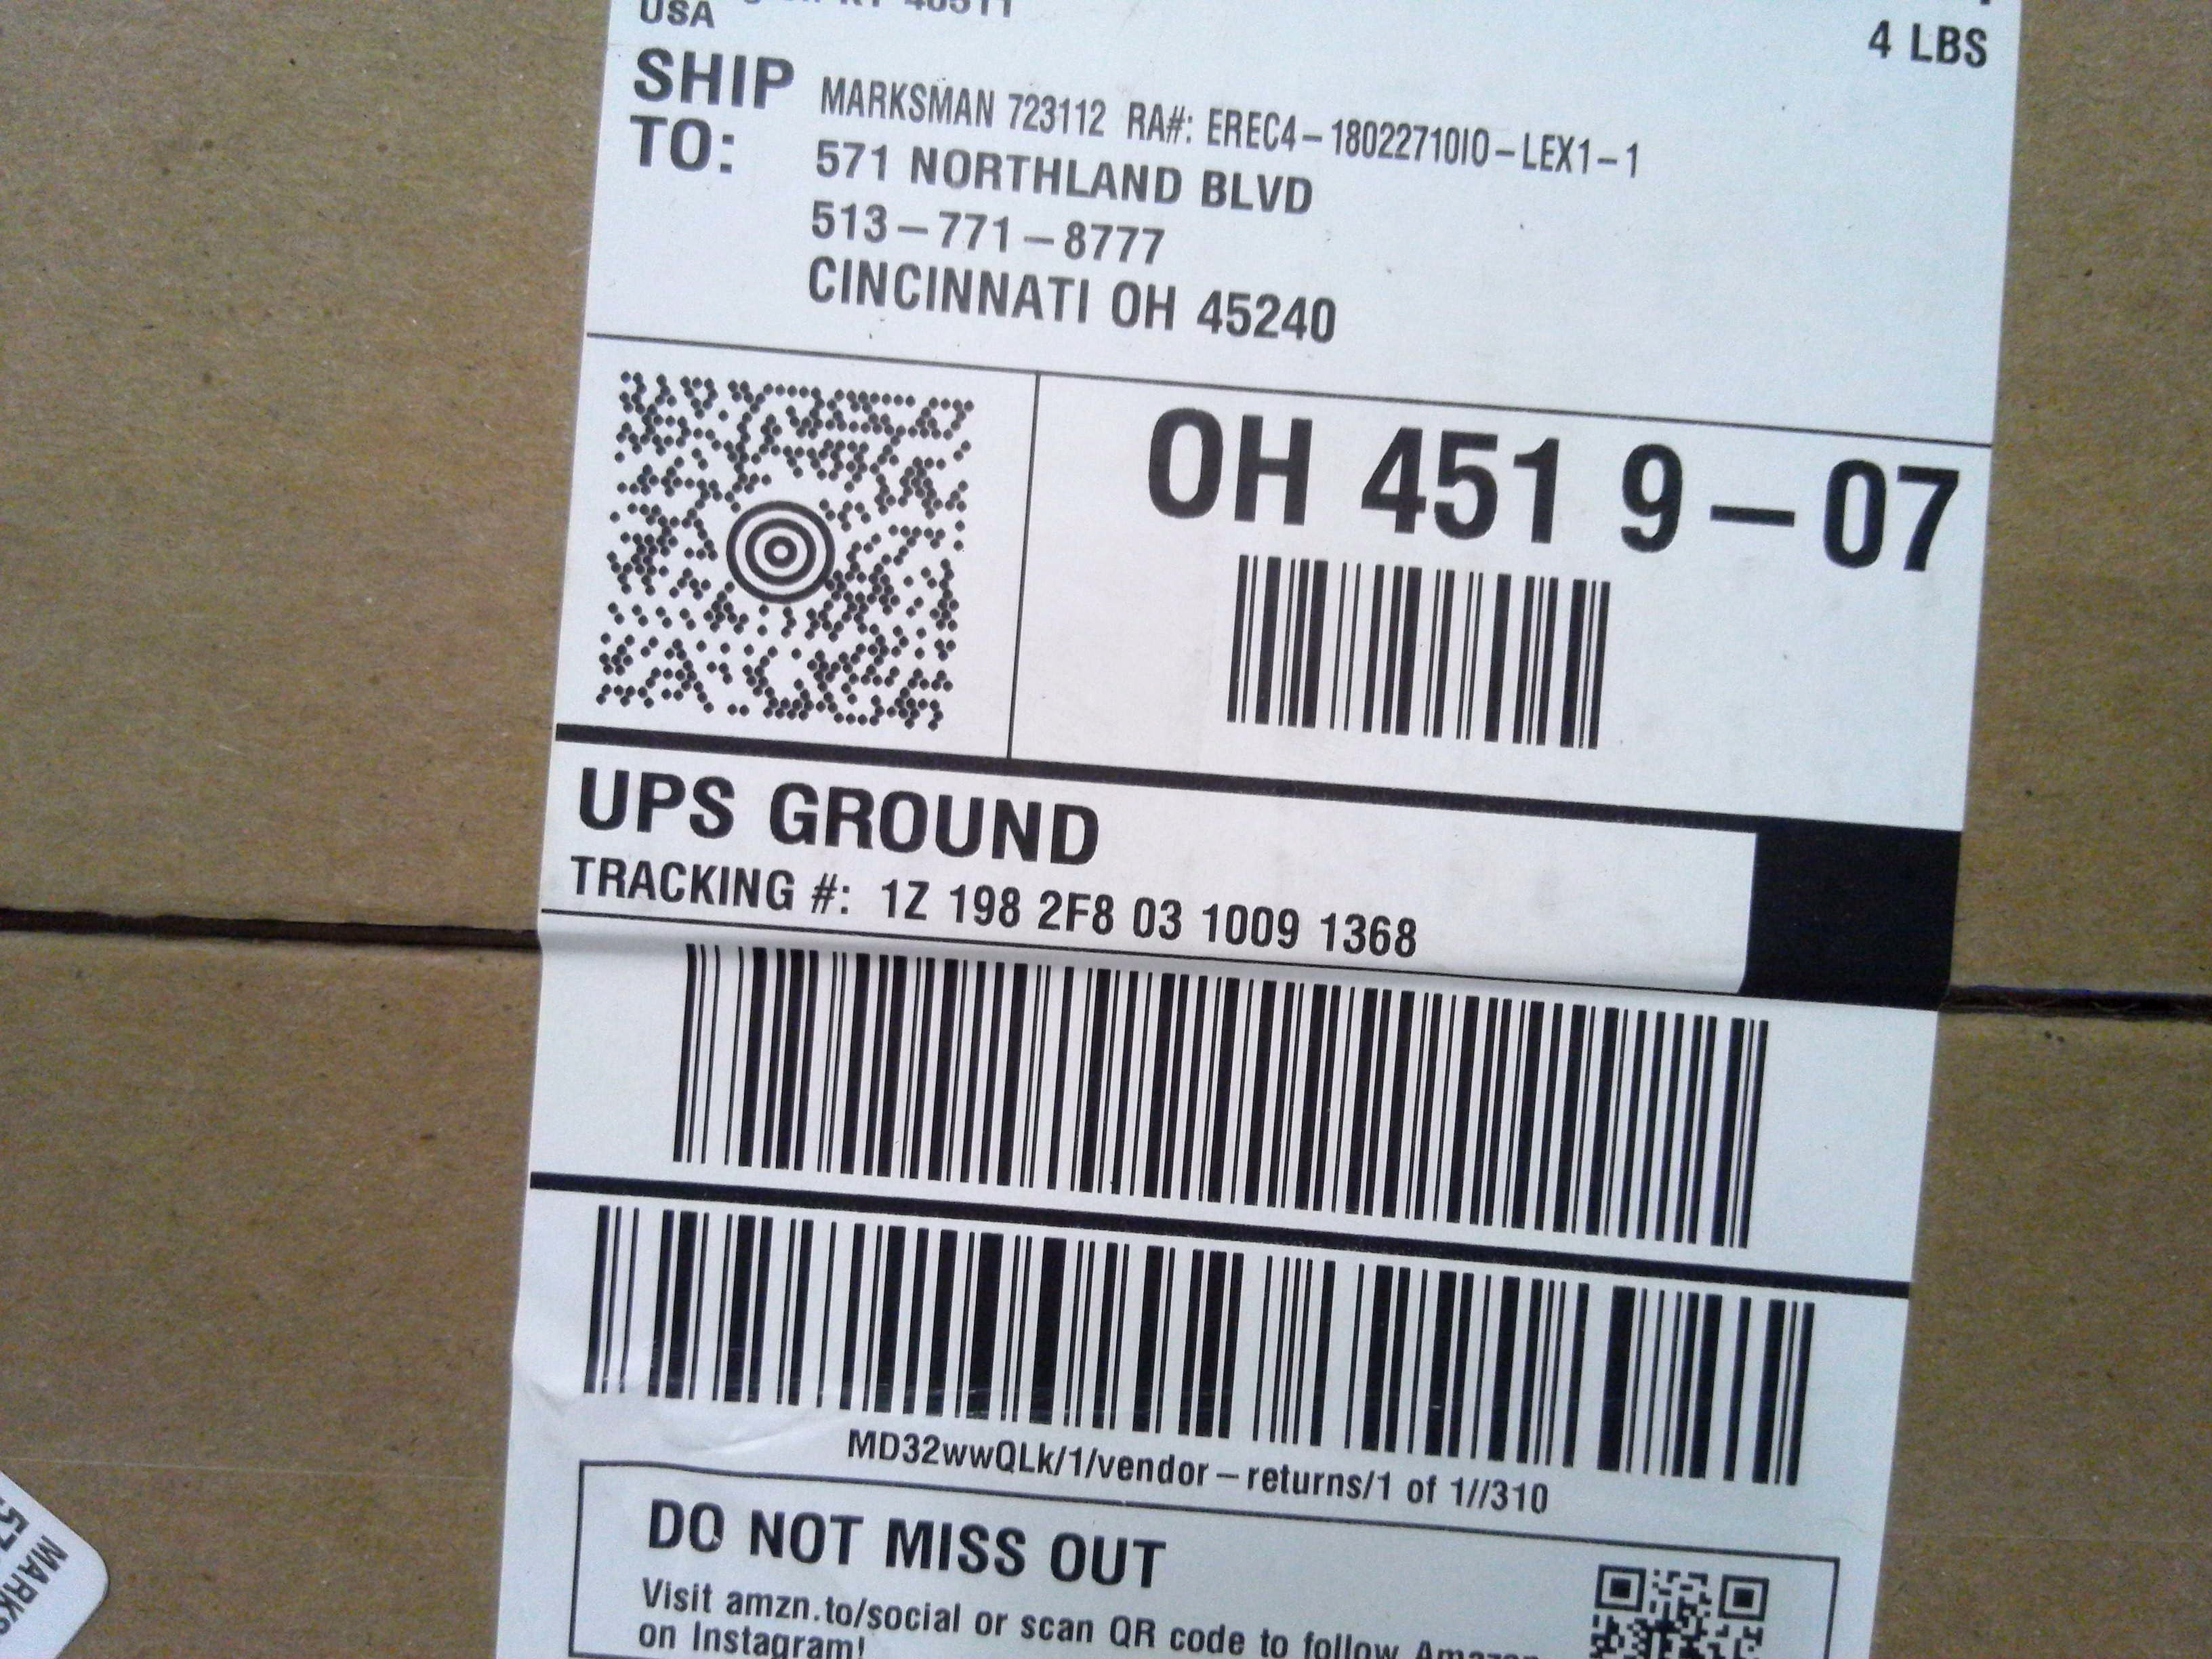 USA
4 LBS
SHIP TO:
MARKSMAN 723112 RA#: EREC4-18022710IO-LEX1-1
571 NORTHLAND BLVD
513-771-8777
CINCINNATI OH 45240
OH 451 9-07
UPS GROUND
TRACKING #: 1Z 198 2F8 03 1009 1368
MD32wwQLk/1/vendor-returns/1 of 1//310
DO NOT MISS OUT
Visit amzn.to/social or scan QR code to follow Amazon
on Instagram!